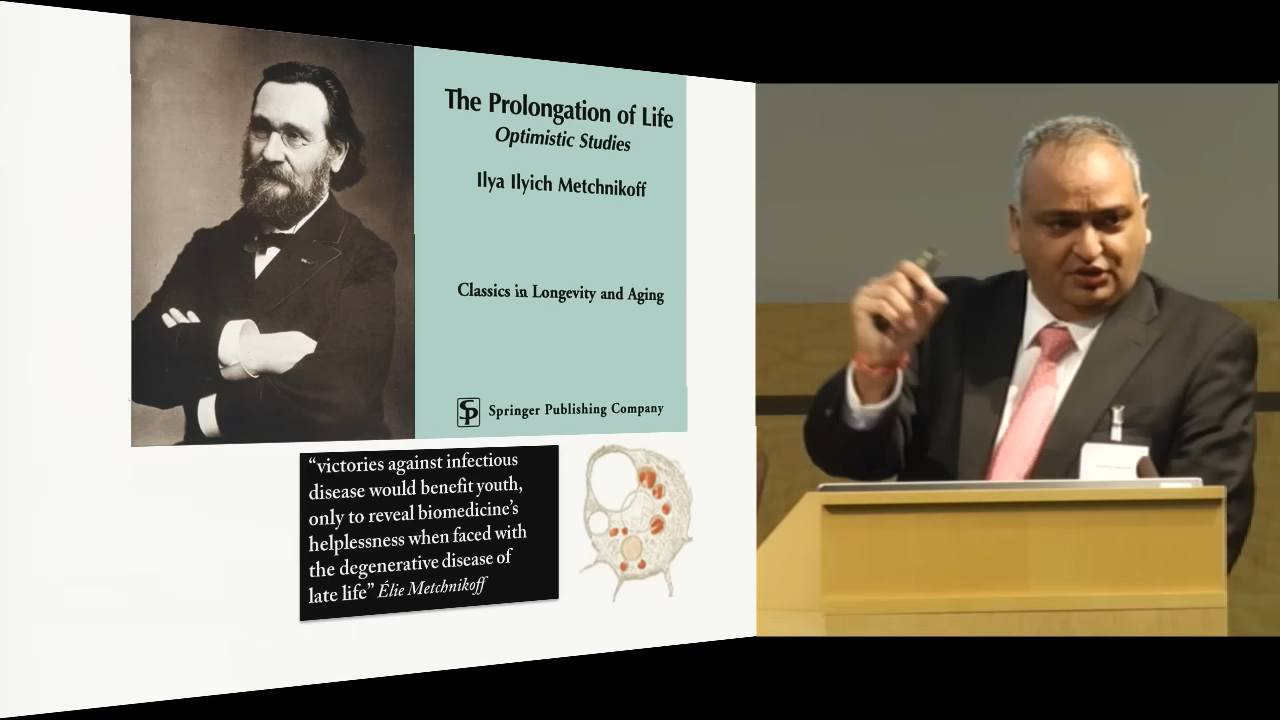 The Prolongation of Life
Optimistic Studies
Ilya Ilyich Metchnikoff
Classics in Longevity and Aging
SP Springer Publishing Company
“victories against infectious
disease would benefit youth,
only to reveal biomedicine’s
helplessness when faced with
the degenerative disease of
late life” Élie Metchnikoff